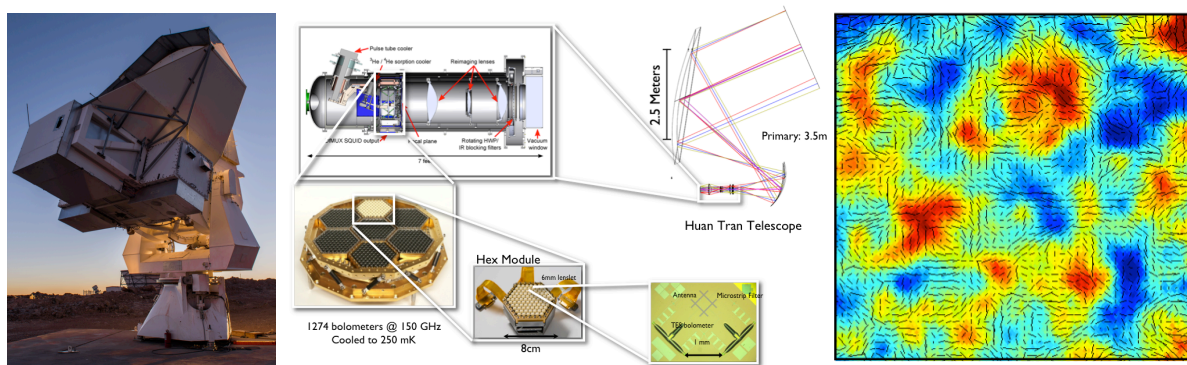 Pulse tube cooler
³He / ⁴He sorption cooler
Reimaging lenses
fMUX SQUID output
focal plane
Rotating HWP/
IR blocking filters
Vacuum
window
7 feet
2.5 Meters
Primary: 3.5m
Huan Tran Telescope
1274 bolometers @ 150 GHz
Cooled to 250 mK
Hex Module
6mm lenslet
8cm
Antenna
Microstrip Filter
TES bolometer
1 mm